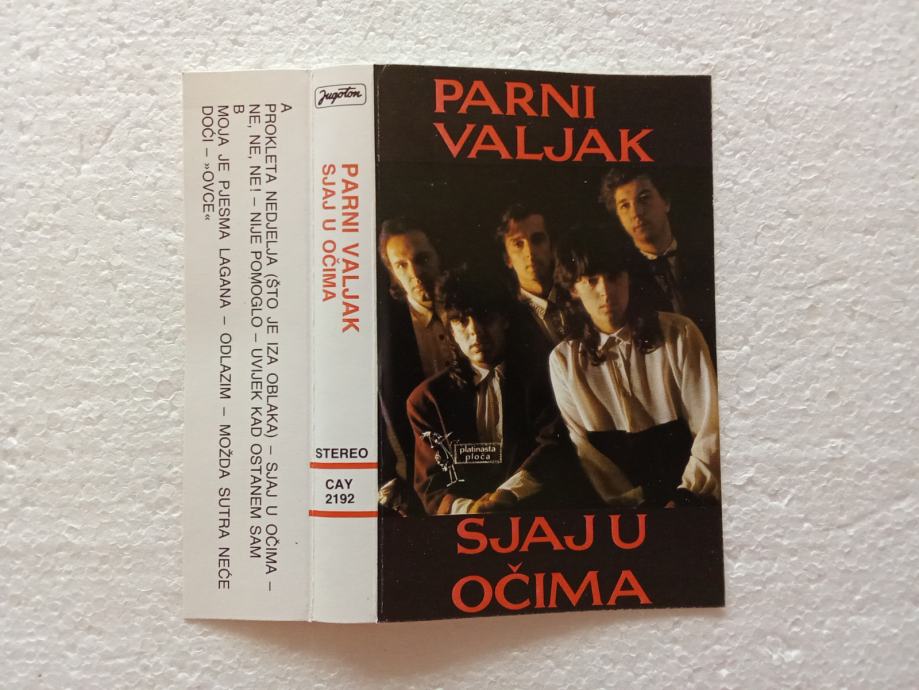 A
PROKLETA NEDJELJA (ŠTO JE IZA OBLAKA) – SJAJ U OČIMA –
NE, NE, NE! – NIJE POMOGLO – UVIJEK KAD OSTANEM SAM
B
MOJA JE PJESMA LAGANA – ODLAZIM – MOŽDA SUTRA NEĆE
DOĆI – »OVCE«
Jugoton
PARNI VALJAK
SJAJ U OČIMA
STEREO
CAY
2192
PARNI
VALJAK
platinasta
ploča
SJAJ U
OČIMA